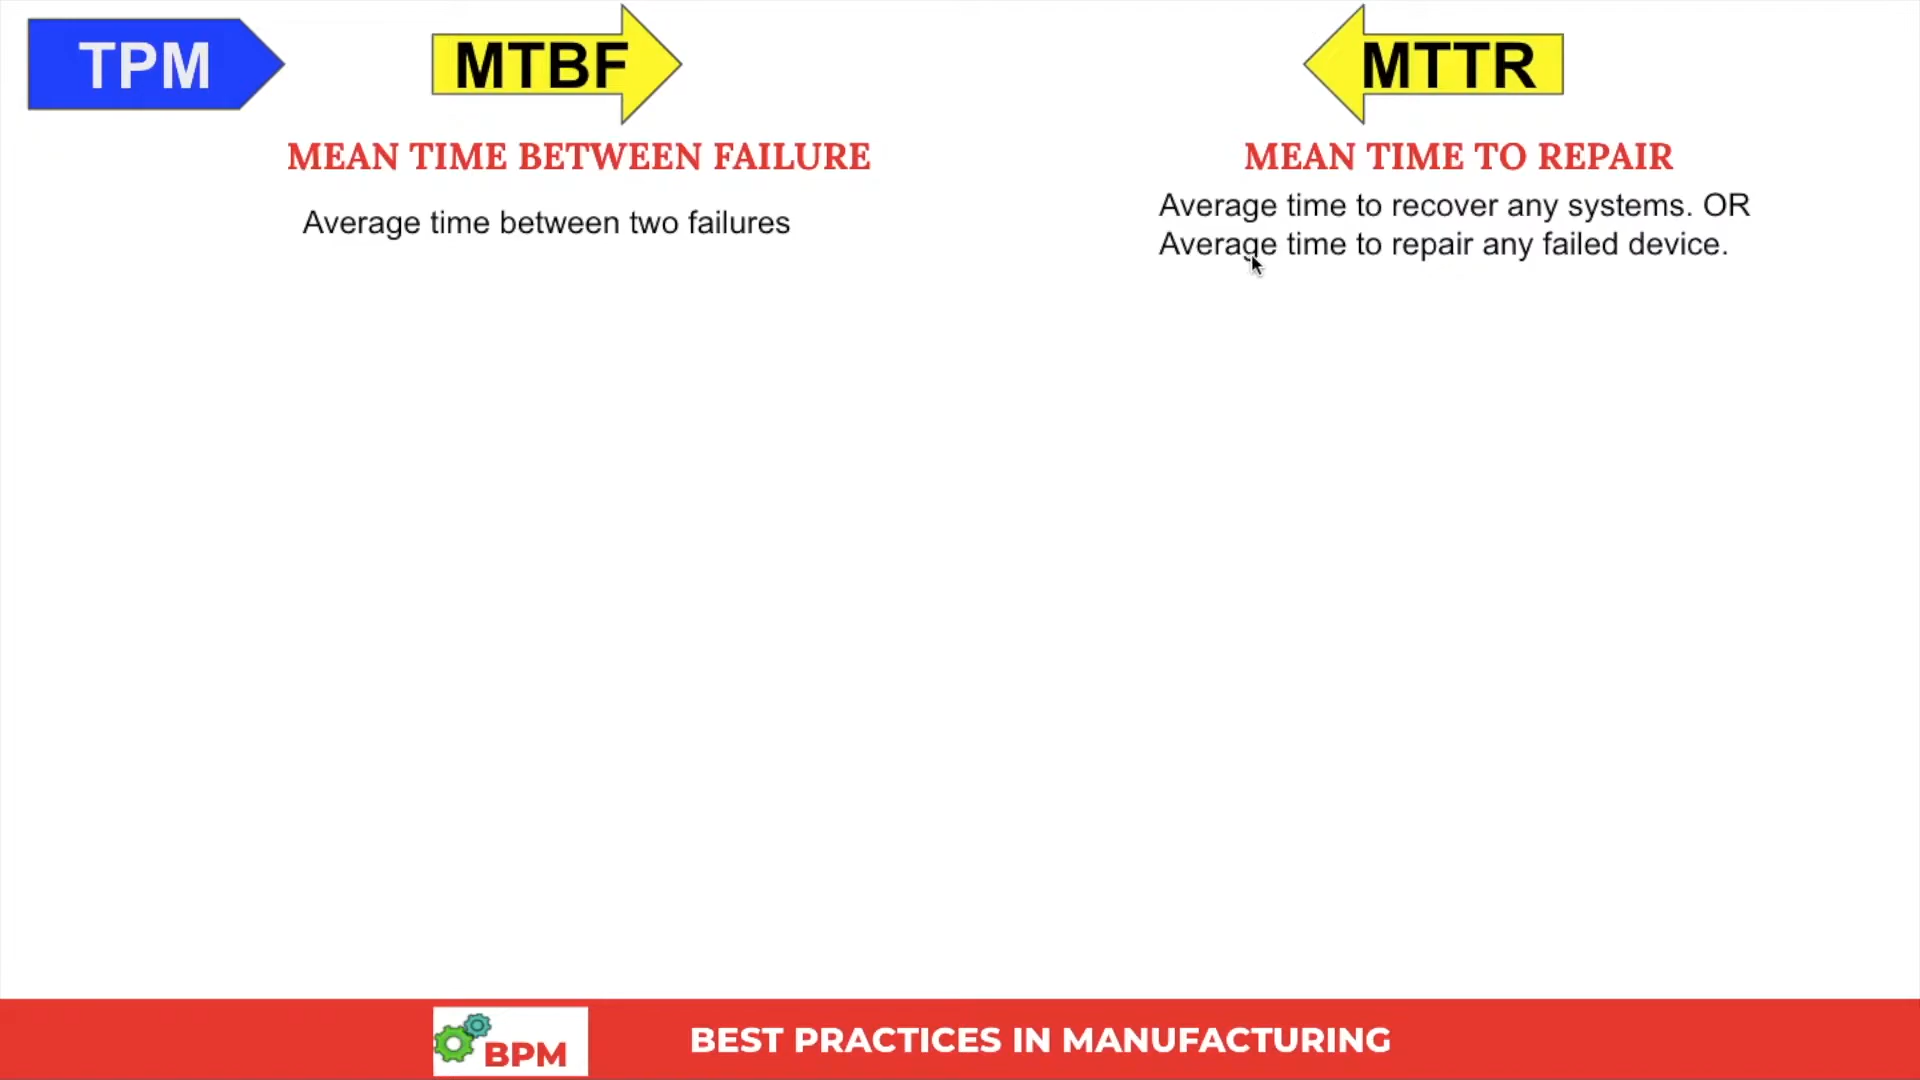 TPM
MTBF
MTTR
MEAN TIME BETWEEN FAILURE
MEAN TIME TO REPAIR
Average time between two failures
Average time to recover any systems. OR
Average time to repair any failed device.
BPM
BEST PRACTICES IN MANUFACTURING